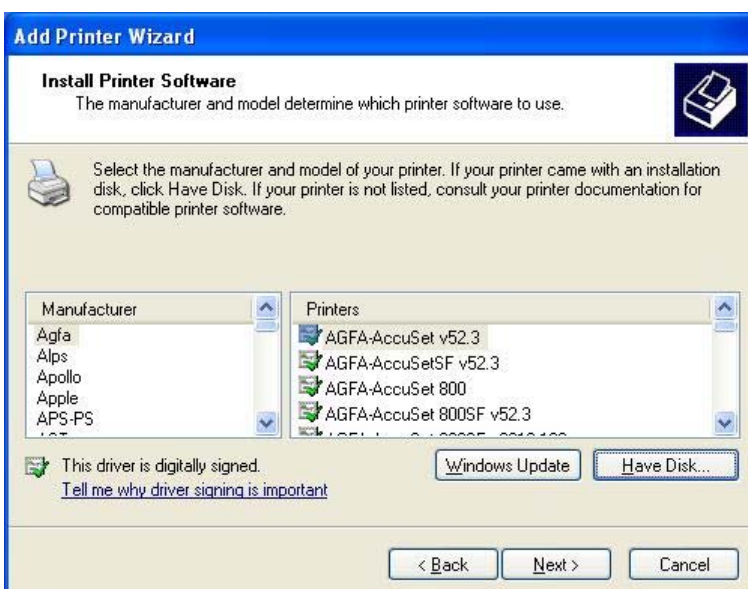 Add Printer Wizard
Install Printer Software
The manufacturer and model determine which printer software to use.
Select the manufacturer and model of your printer. If your printer came with an installation
disk, click Have Disk. If your printer is not listed, consult your printer documentation for
compatible printer software.
Manufacturer
Agfa
Alps
Apollo
Apple
APS-PS
Printers
AGFA-AccuSet v52.3
AGFA-AccuSetSF v52.3
AGFA-AccuSet 800
AGFA-AccuSet 800SF v52.3
This driver is digitally signed.
Tell me why driver signing is important
Windows Update
Have Disk...
< Back
Next >
Cancel